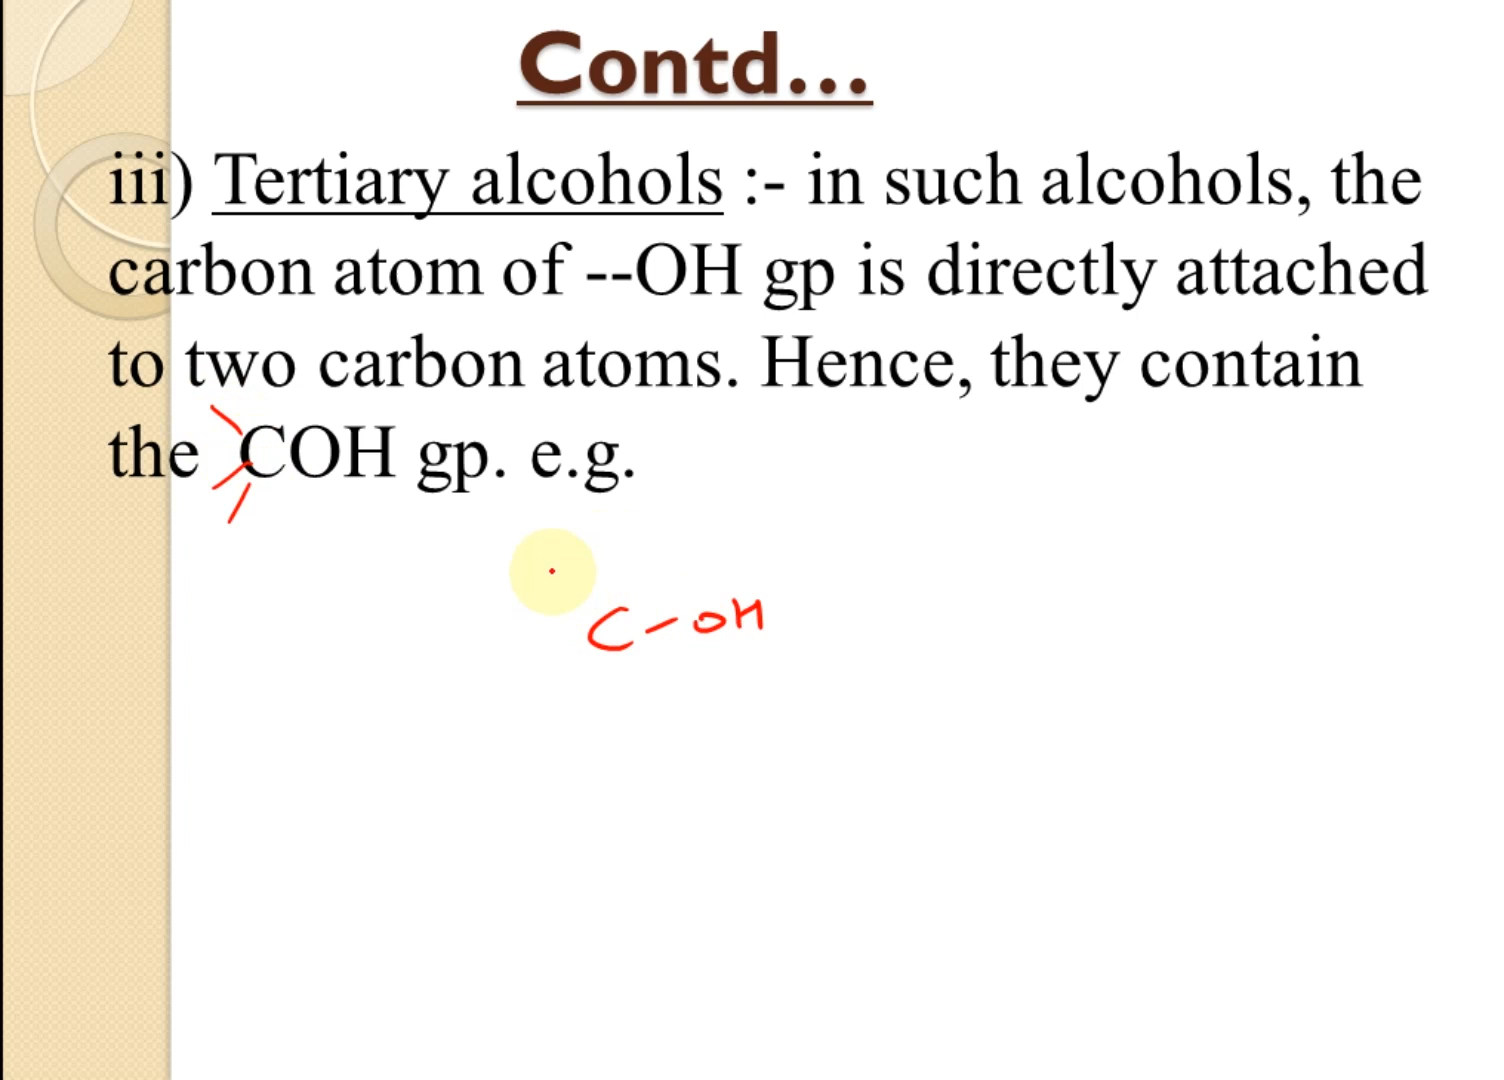 Contd...
iii) Tertiary alcohols :- in such alcohols, the
carbon atom of --OH gp is directly attached
to two carbon atoms. Hence, they contain
the COH gp. e.g.
C-OH